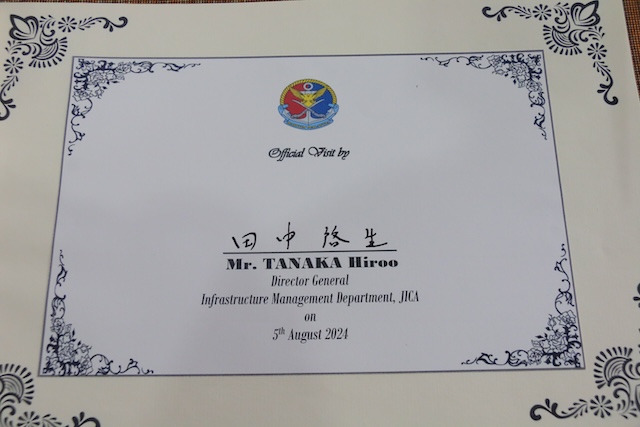 Official Visit by
田中啓生
Mr. TANAKA Hiroo
Director General
Infrastructure Management Department, JICA
on
5th August 2024